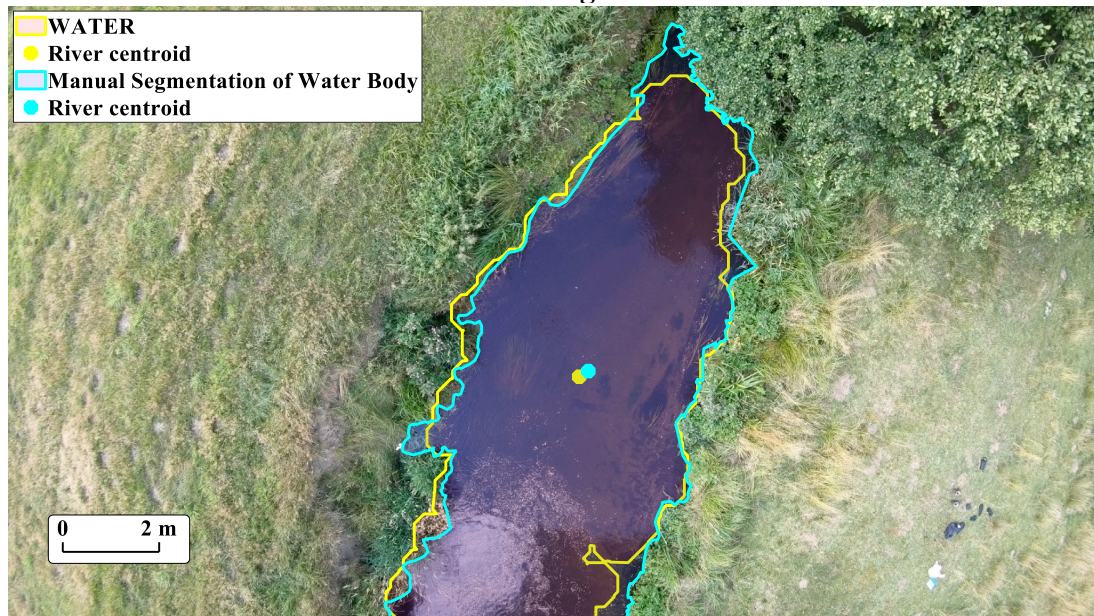 WATER
River centroid
Manual Segmentation of Water Body
River centroid
0 2 m